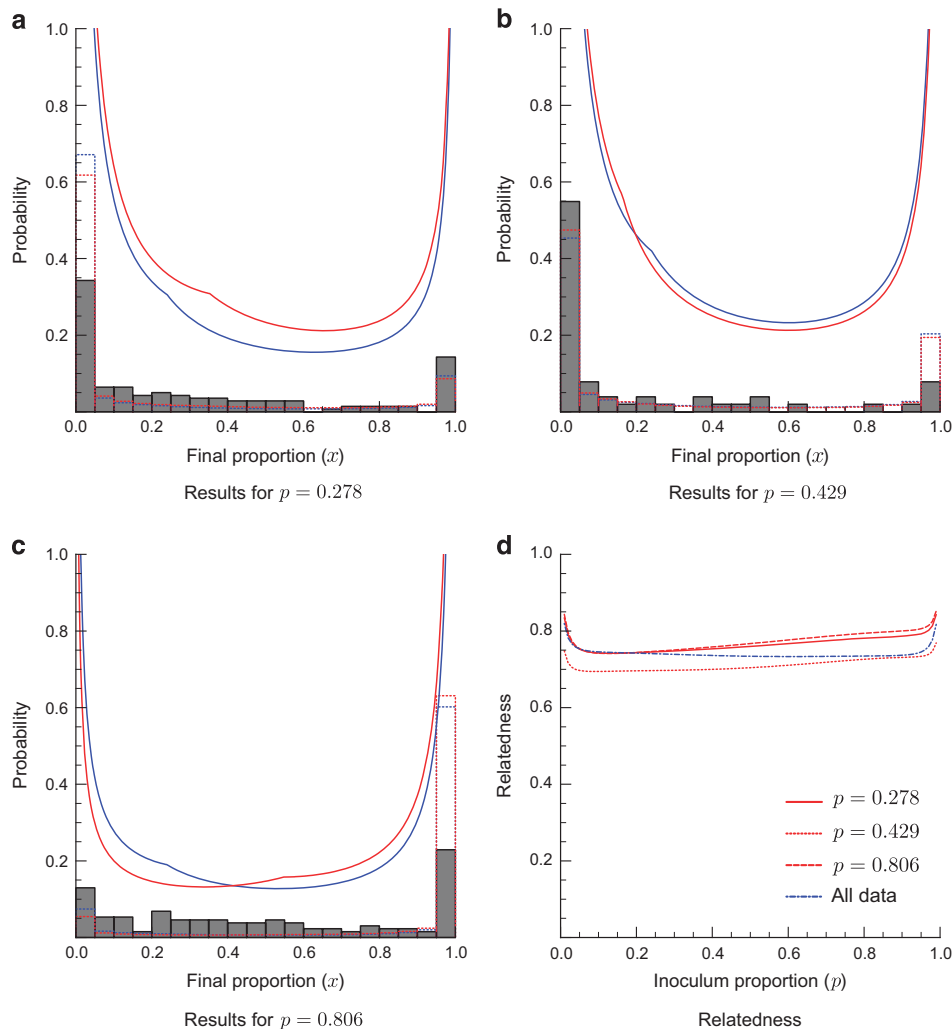 a
1.0
0.8
0.6
0.4
0.2
0.0
0.2
0.4
0.6
0.8
1.0
Probability
Final proportion (x)
Results for p = 0.278
b
1.0
0.8
0.6
0.4
0.2
0.0
0.2
0.4
0.6
0.8
1.0
Probability
Final proportion (x)
Results for p = 0.429
c
1.0
0.8
0.6
0.4
0.2
0.0
0.2
0.4
0.6
0.8
1.0
Probability
Final proportion (x)
Results for p = 0.806
d
1.0
0.8
0.6
0.4
0.2
0.0
0.2
0.4
0.6
0.8
1.0
Relatedness
p = 0.278
p = 0.429
p = 0.806
All data
Inoculum proportion (p)
Relatedness